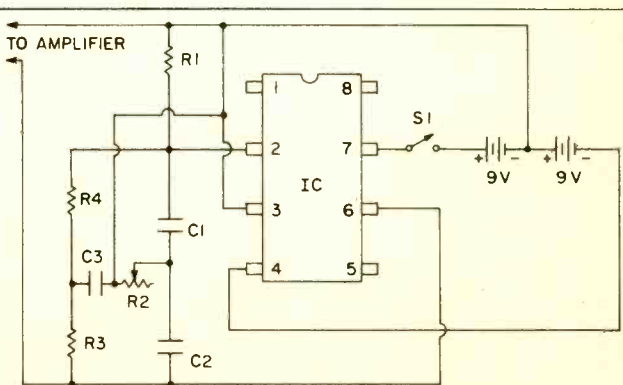 TO AMPLIFIER
R1
1
8
S1
2
7
R4
IC
+ - + -
9V
9V
C1
3
6
C3
R2
4
5
R3
C2